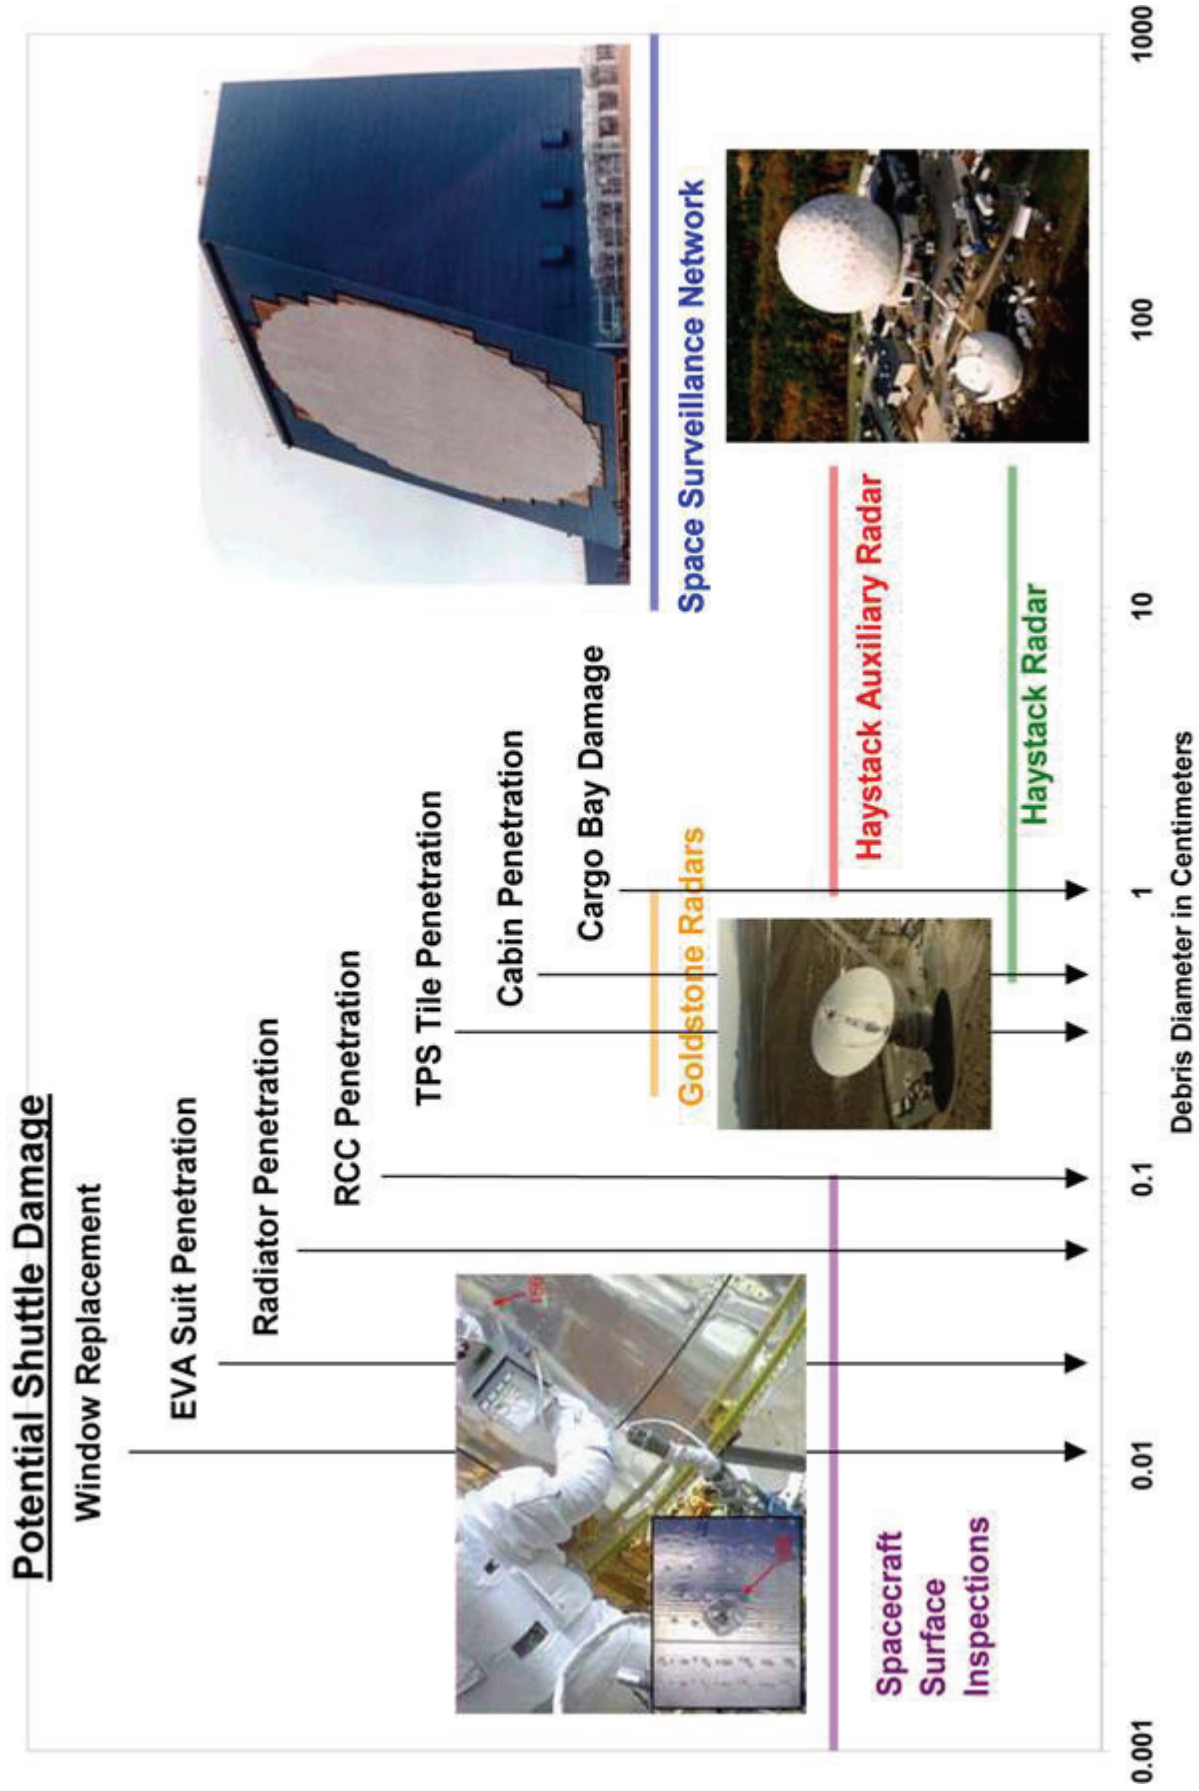 Potential Shuttle Damage
Window Replacement
EVA Suit Penetration
Radiator Penetration
RCC Penetration
TPS Tile Penetration
Cabin Penetration
Cargo Bay Damage
Goldstone Radars
Space Surveillance Network
Haystack Auxiliary Radar
Haystack Radar
Spacecraft
Surface
Inspections
0.001
0.01
0.1
1
10
100
1000
Debris Diameter in Centimeters